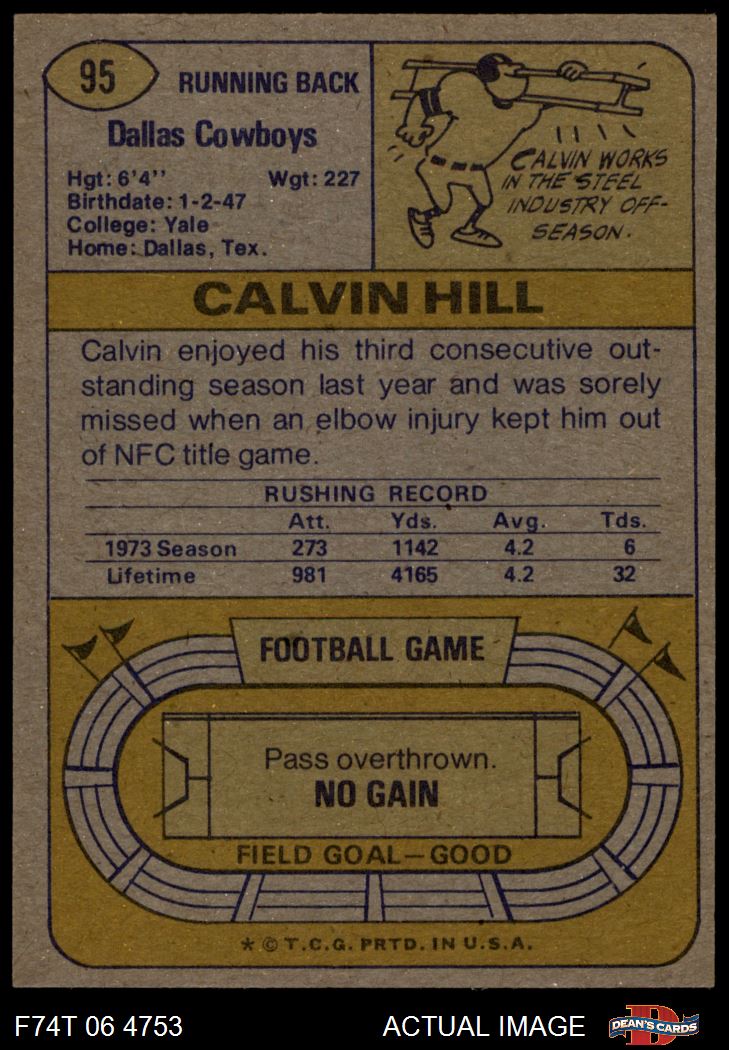 95
RUNNING BACK
Dallas Cowboys
Hgt: 6'4'' Wgt: 227
Birthdate: 1-2-47
College: Yale
Home: Dallas, Tex.
CALVIN WORKS
IN THE STEEL
INDUSTRY OFF-
SEASON.
CALVIN HILL
Calvin enjoyed his third consecutive out-
standing season last year and was sorely
missed when an elbow injury kept him out
of NFC title game.
RUSHING RECORD
Att. Yds. Avg. Tds.
1973 Season 273 1142 4.2 6
Lifetime 981 4165 4.2 32
FOOTBALL GAME
Pass overthrown.
NO GAIN
FIELD GOAL—GOOD
* © T.C.G. PRTD. IN U.S.A.
F74T 06 4753 ACTUAL IMAGE
D
DEAN'S CARDS